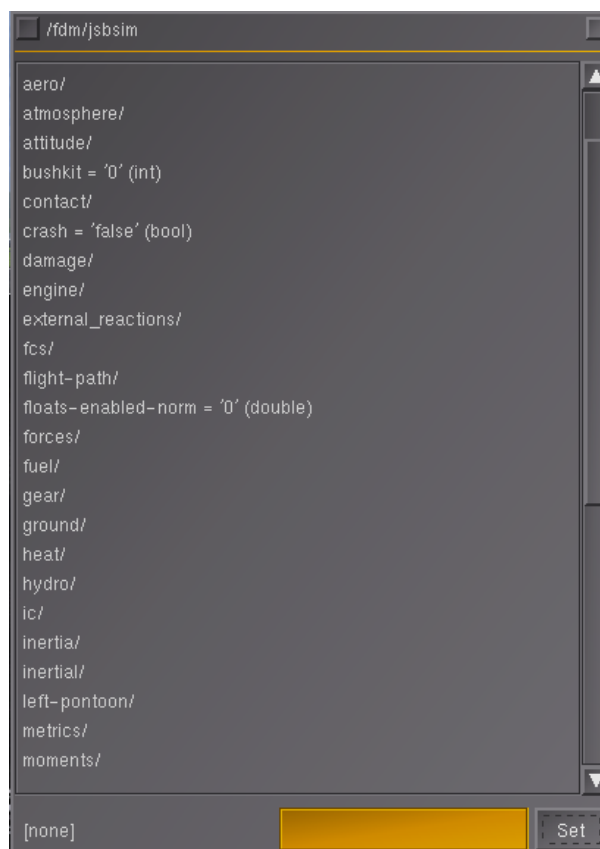 /fdm/jsbsim
aero/
atmosphere/
attitude/
bushkit = '0' (int)
contact/
crash = 'false' (bool)
damage/
engine/
external_reactions/
fcs/
flight-path/
floats-enabled-norm = '0' (double)
forces/
fuel/
gear/
ground/
heat/
hydro/
ic/
inertia/
inertial/
left-pontoon/
metrics/
moments/
[none] Set